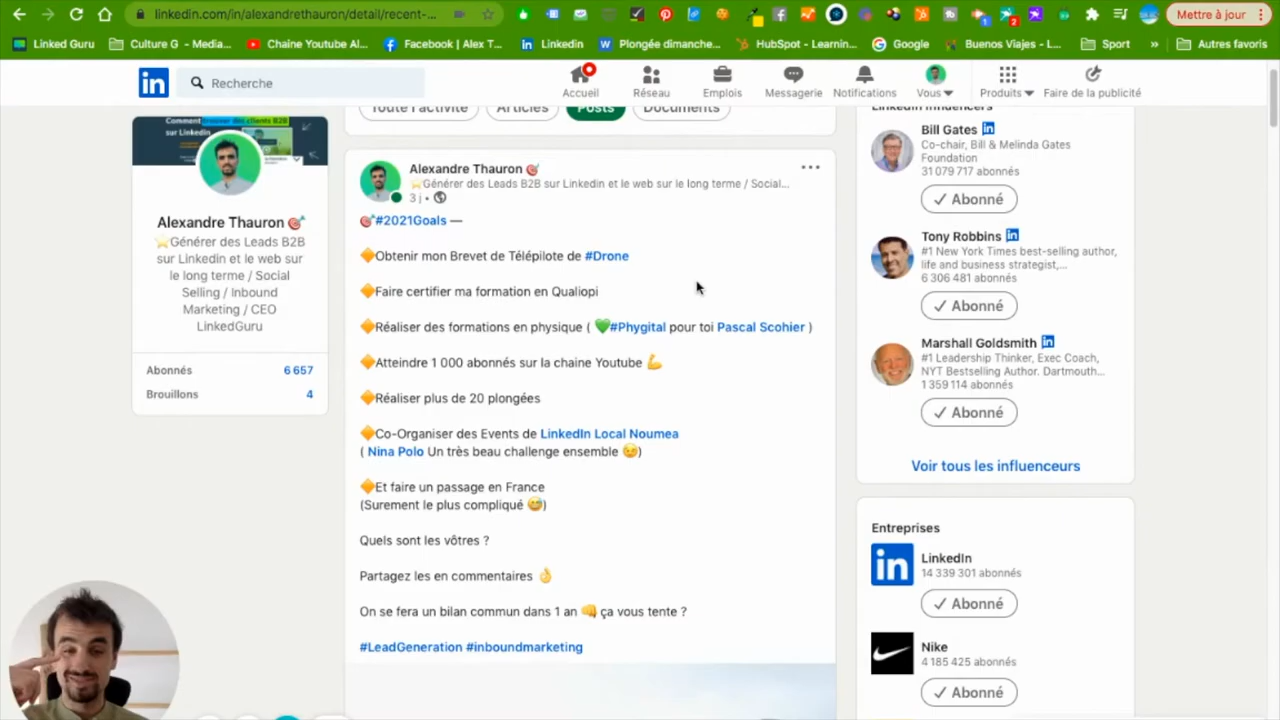 linkedin.com/in/alexandrethauron/detail/recent-...
Mettre à jour
Linked Guru
Culture G - Media...
Chaine Youtube Al...
Facebook | Alex T...
Linkedin
Plongée dimanche...
HubSpot - Learnin...
Google
Buenos Viajes - L...
Sport
»
Autres favoris
in
Recherche
Accueil
Réseau
Emplois
Messagerie
Notifications
Vous
Produits
Faire de la publicité
Toute l'activité
Articles
Posts
Documents
Alexandre Thauron 🎯
⭐Générer des Leads B2B
sur Linkedin et le web sur
le long terme / Social
Selling / Inbound
Marketing / CEO
LinkedGuru
Abonnés 6 657
Brouillons 4
Alexandre Thauron 🎯
⭐Générer des Leads B2B sur Linkedin et le web sur le long terme / Social...
3 j •
🎯#2021Goals —
🔶Obtenir mon Brevet de Télépilote de #Drone
🔶Faire certifier ma formation en Qualiopi
🔶Réaliser des formations en physique ( 💚#Phygital pour toi Pascal Scohier )
🔶Atteindre 1 000 abonnés sur la chaine Youtube 💪
🔶Réaliser plus de 20 plongées
🔶Co-Organiser des Events de LinkedIn Local Noumea
( Nina Polo Un très beau challenge ensemble 😉)
🔶Et faire un passage en France
(Surement le plus compliqué 😅)
Quels sont les vôtres ?
Partagez les en commentaires 👌
On se fera un bilan commun dans 1 an 👊 ça vous tente ?
#LeadGeneration #inboundmarketing
LinkedIn Influencers
Bill Gates in
Co-chair, Bill & Melinda Gates
Foundation
31 079 717 abonnés
✓ Abonné
Tony Robbins in
#1 New York Times best-selling author,
life and business strategist,...
6 306 481 abonnés
✓ Abonné
Marshall Goldsmith in
#1 Leadership Thinker, Exec Coach,
NYT Bestselling Author. Dartmouth...
1 359 114 abonnés
✓ Abonné
Voir tous les influenceurs
Entreprises
in
LinkedIn
14 339 301 abonnés
✓ Abonné
Nike
4 185 425 abonnés
✓ Abonné